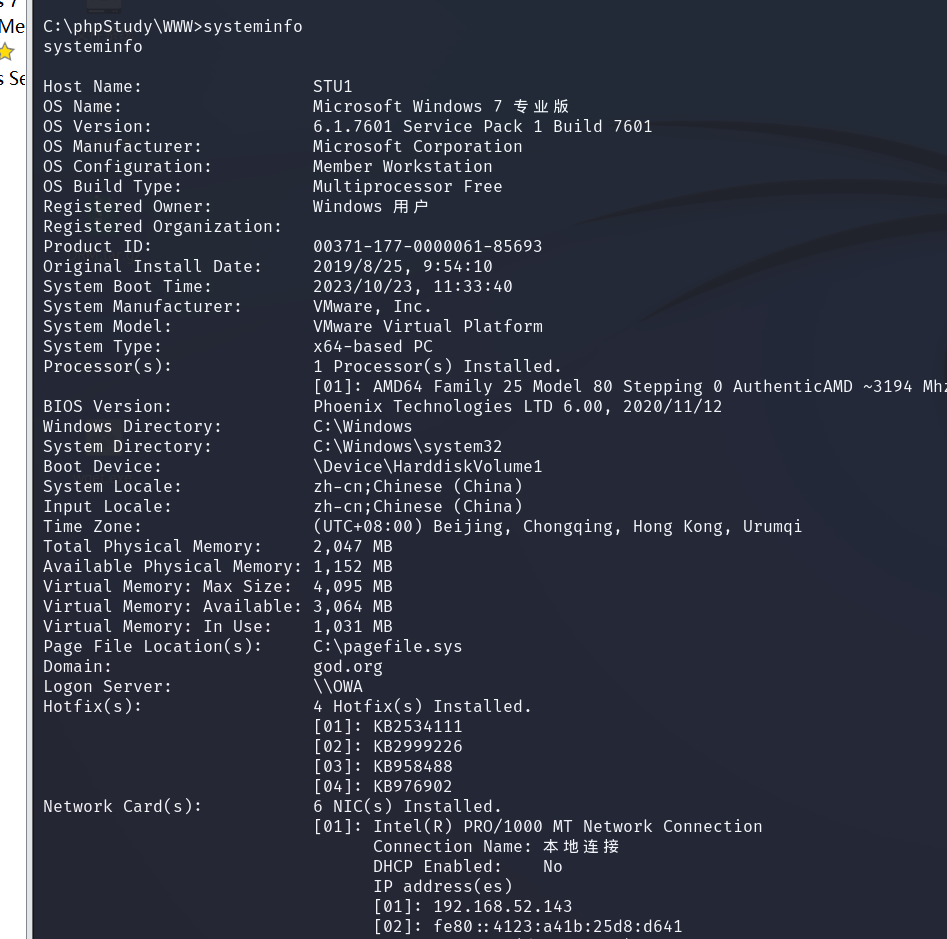 C:\phpStudy\WWW>systeminfo
systeminfo
Host Name: STU1
OS Name: Microsoft Windows 7 专业版
OS Version: 6.1.7601 Service Pack 1 Build 7601
OS Manufacturer: Microsoft Corporation
OS Configuration: Member Workstation
OS Build Type: Multiprocessor Free
Registered Owner: Windows 用户
Registered Organization:
Product ID: 00371-177-0000061-85693
Original Install Date: 2019/8/25, 9:54:10
System Boot Time: 2023/10/23, 11:33:40
System Manufacturer: VMware, Inc.
System Model: VMware Virtual Platform
System Type: x64-based PC
Processor(s): 1 Processor(s) Installed.
[01]: AMD64 Family 25 Model 80 Stepping 0 AuthenticAMD ~3194 Mhz
BIOS Version: Phoenix Technologies LTD 6.00, 2020/11/12
Windows Directory: C:\Windows
System Directory: C:\Windows\system32
Boot Device: \Device\HarddiskVolume1
System Locale: zh-cn;Chinese (China)
Input Locale: zh-cn;Chinese (China)
Time Zone: (UTC+08:00) Beijing, Chongqing, Hong Kong, Urumqi
Total Physical Memory: 2,047 MB
Available Physical Memory: 1,152 MB
Virtual Memory: Max Size: 4,095 MB
Virtual Memory: Available: 3,064 MB
Virtual Memory: In Use: 1,031 MB
Page File Location(s): C:\pagefile.sys
Domain: god.org
Logon Server: \\OWA
Hotfix(s): 4 Hotfix(s) Installed.
[01]: KB2534111
[02]: KB2999226
[03]: KB958488
[04]: KB976902
Network Card(s): 6 NIC(s) Installed.
[01]: Intel(R) PRO/1000 MT Network Connection
Connection Name: 本地连接
DHCP Enabled: No
IP address(es)
[01]: 192.168.52.143
[02]: fe80::4123:a41b:25d8:d641